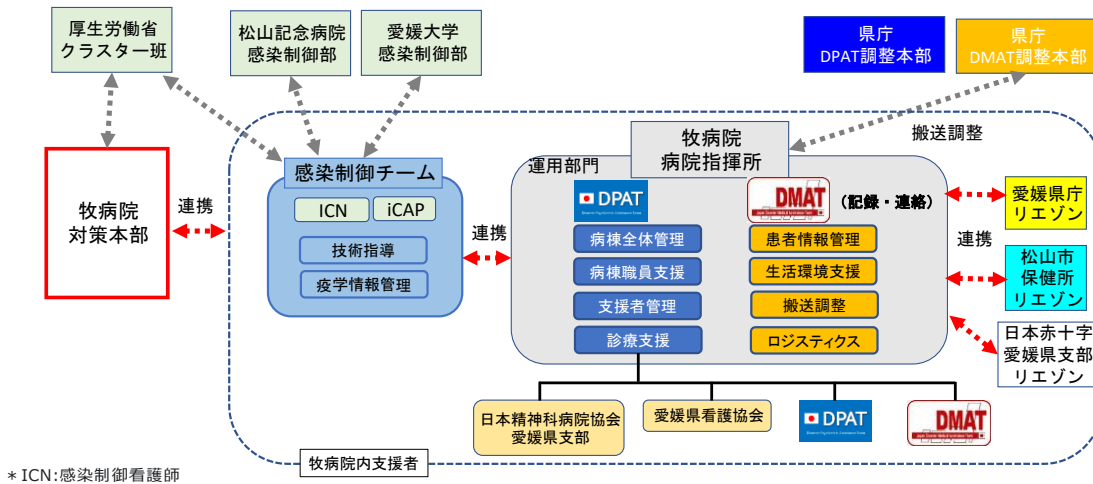 厚生労働省
クラスター班
松山記念病院
感染制御部
愛媛大学
感染制御部
県庁
DPAT調整本部
県庁
DMAT調整本部
搬送調整
牧病院
対策本部
連携
感染制御チーム
ICN
iCAP
技術指導
疫学情報管理
連携
牧病院
病院指揮所
運用部門
DPAT
DMAT
(記録・連絡)
病棟全体管理
患者情報管理
病棟職員支援
生活環境支援
支援者管理
搬送調整
診療支援
ロジスティクス
愛媛県庁
リエゾン
連携
松山市
保健所
リエゾン
日本赤十字
愛媛県支部
リエゾン
日本精神科病院協会
愛媛県支部
愛媛県看護協会
DPAT
DMAT
牧病院内支援者
＊ICN:感染制御看護師